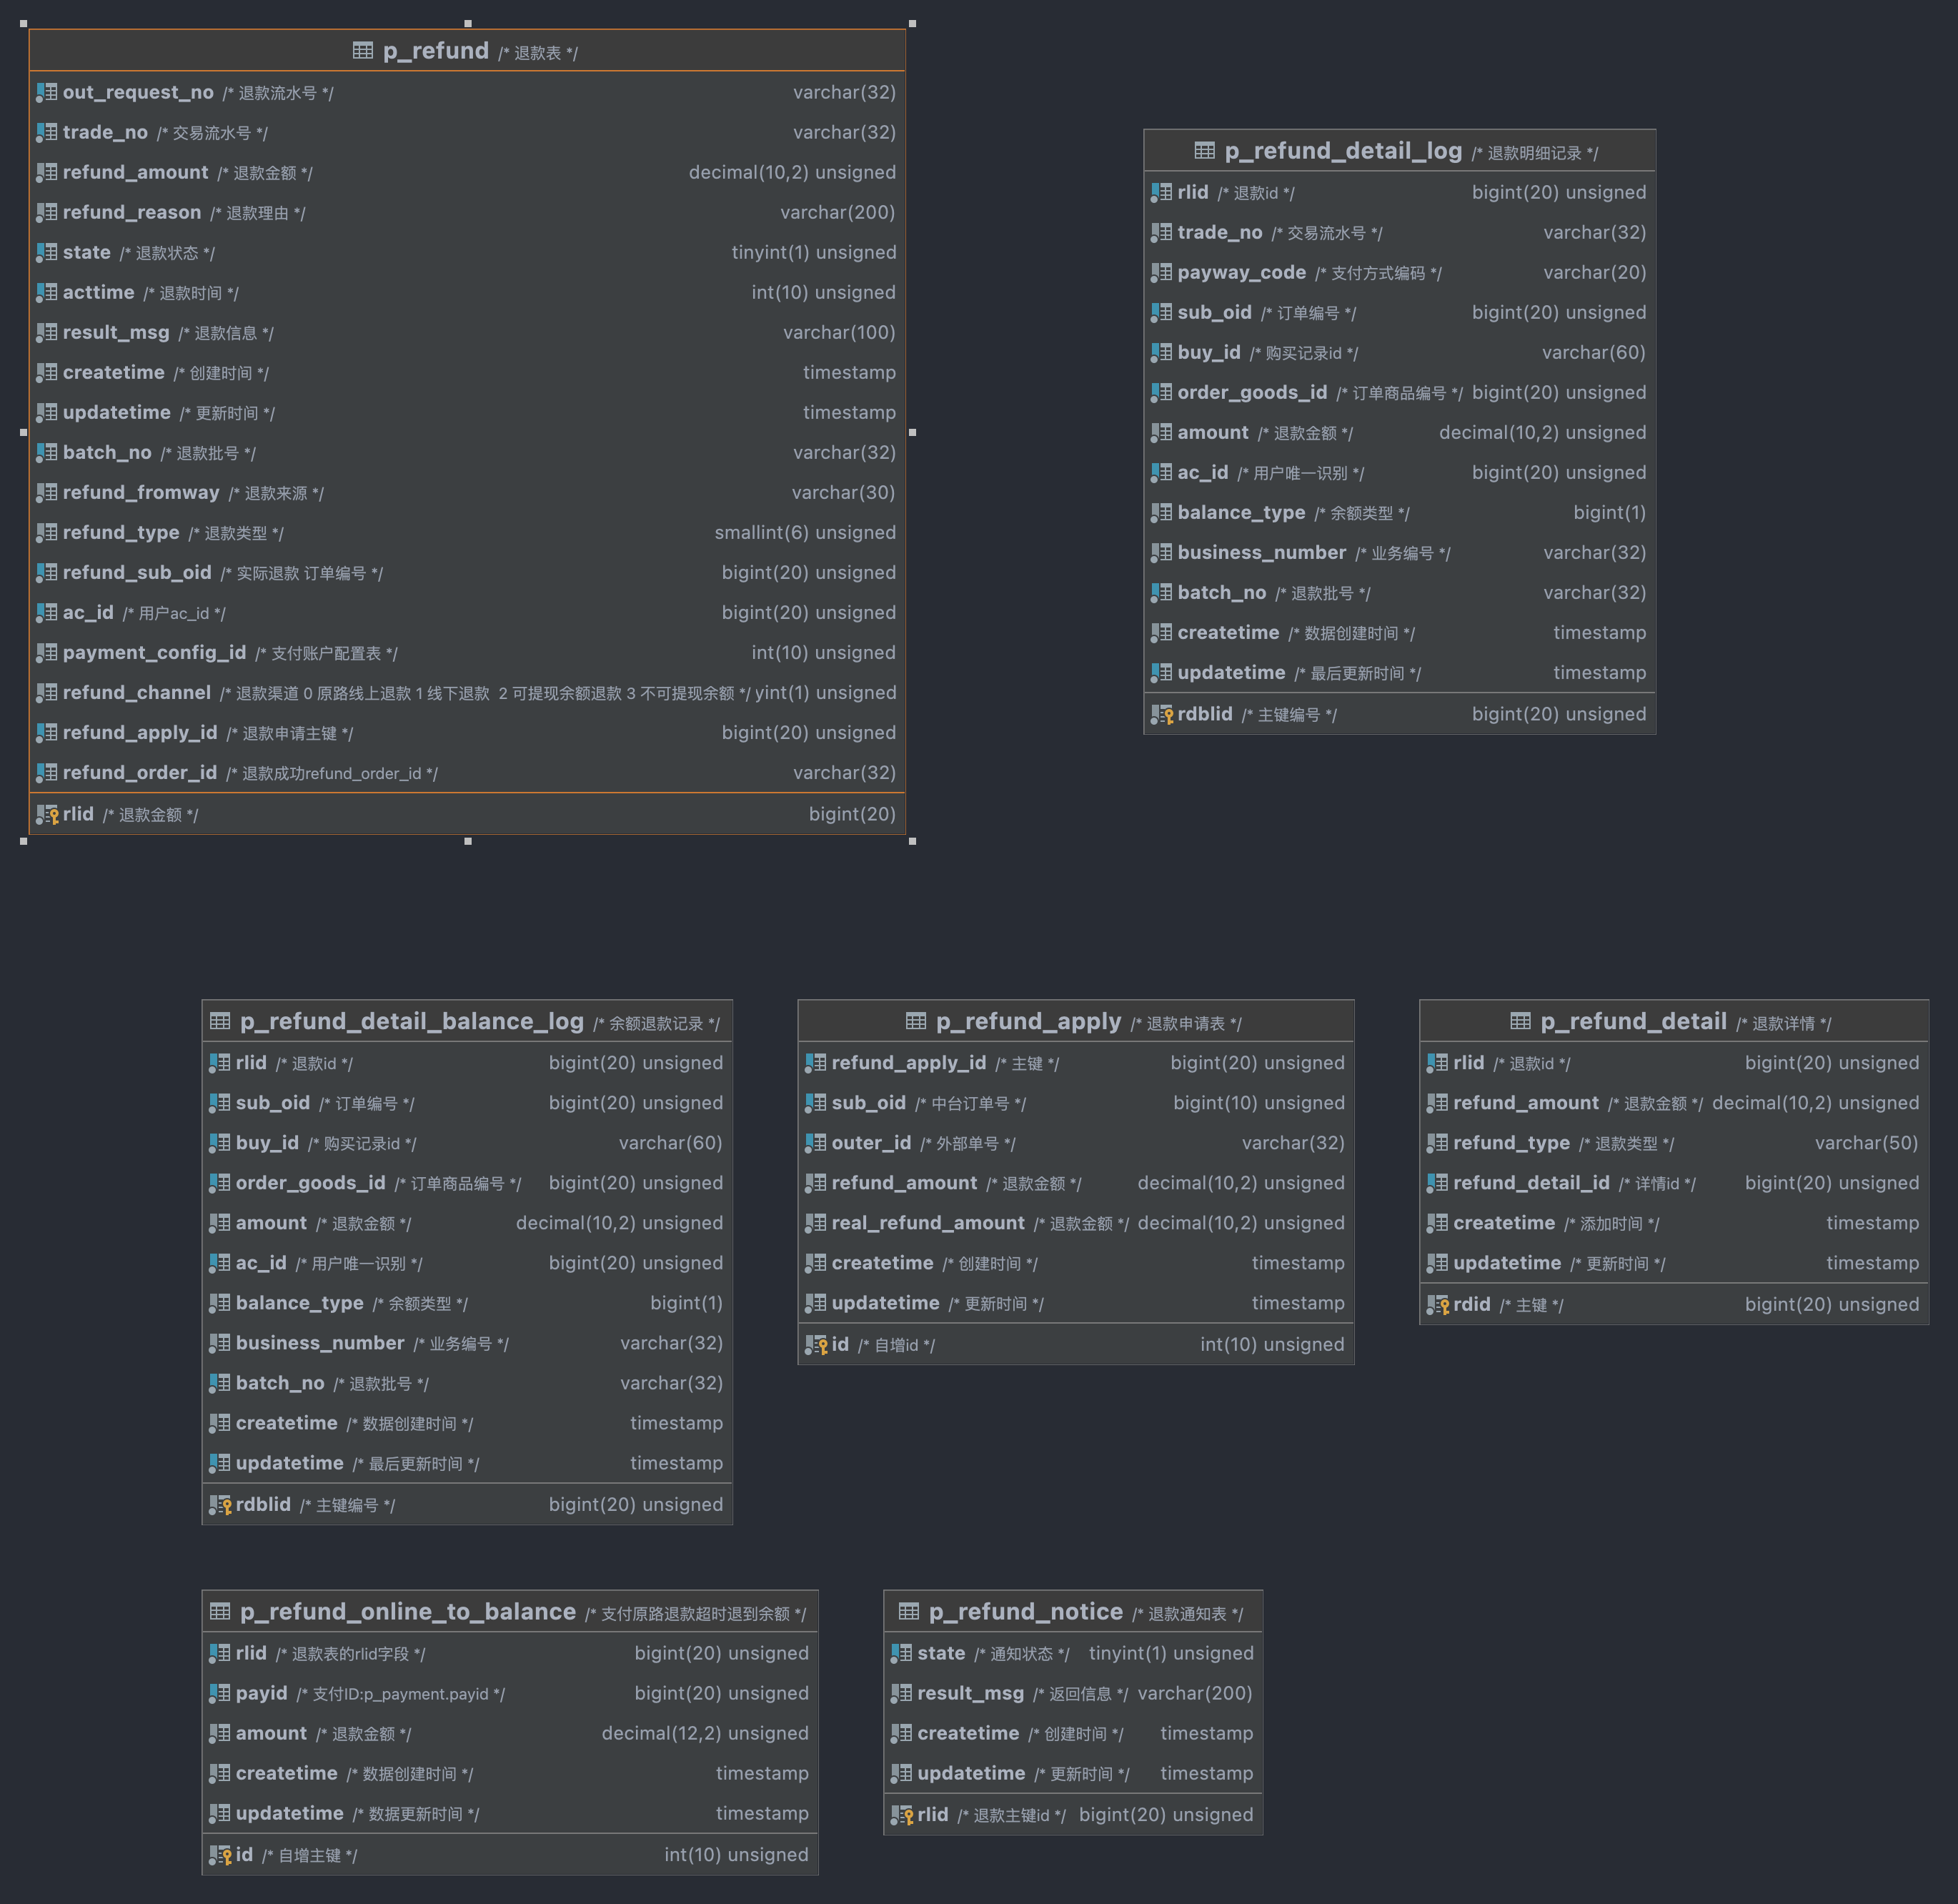 p_refund /* 退款表 */
out_request_no /* 退款流水号 */ varchar(32)
trade_no /* 交易流水号 */ varchar(32)
refund_amount /* 退款金额 */ decimal(10,2) unsigned
refund_reason /* 退款理由 */ varchar(200)
state /* 退款状态 */ tinyint(1) unsigned
acttime /* 退款时间 */ int(10) unsigned
result_msg /* 退款信息 */ varchar(100)
createtime /* 创建时间 */ timestamp
updatetime /* 更新时间 */ timestamp
batch_no /* 退款批号 */ varchar(32)
refund_fromway /* 退款来源 */ varchar(30)
refund_type /* 退款类型 */ smallint(6) unsigned
refund_sub_oid /* 实际退款 订单编号 */ bigint(20) unsigned
ac_id /* 用户ac_id */ bigint(20) unsigned
payment_config_id /* 支付账户配置表 */ int(10) unsigned
refund_channel /* 退款渠道 0 原路线上退款 1 线下退款  2 可提现余额退款 3 不可提现余额 */ yint(1) unsigned
refund_apply_id /* 退款申请主键 */ bigint(20) unsigned
refund_order_id /* 退款成功refund_order_id */ varchar(32)
rlid /* 退款金额 */ bigint(20)
p_refund_detail_log /* 退款明细记录 */
rlid /* 退款id */ bigint(20) unsigned
trade_no /* 交易流水号 */ varchar(32)
payway_code /* 支付方式编码 */ varchar(20)
sub_oid /* 订单编号 */ bigint(20) unsigned
buy_id /* 购买记录id */ varchar(60)
order_goods_id /* 订单商品编号 */ bigint(20) unsigned
amount /* 退款金额 */ decimal(10,2) unsigned
ac_id /* 用户唯一识别 */ bigint(20) unsigned
balance_type /* 余额类型 */ bigint(1)
business_number /* 业务编号 */ varchar(32)
batch_no /* 退款批号 */ varchar(32)
createtime /* 数据创建时间 */ timestamp
updatetime /* 最后更新时间 */ timestamp
rdblid /* 主键编号 */ bigint(20) unsigned
p_refund_detail_balance_log /* 余额退款记录 */
rlid /* 退款id */ bigint(20) unsigned
sub_oid /* 订单编号 */ bigint(20) unsigned
buy_id /* 购买记录id */ varchar(60)
order_goods_id /* 订单商品编号 */ bigint(20) unsigned
amount /* 退款金额 */ decimal(10,2) unsigned
ac_id /* 用户唯一识别 */ bigint(20) unsigned
balance_type /* 余额类型 */ bigint(1)
business_number /* 业务编号 */ varchar(32)
batch_no /* 退款批号 */ varchar(32)
createtime /* 数据创建时间 */ timestamp
updatetime /* 最后更新时间 */ timestamp
rdblid /* 主键编号 */ bigint(20) unsigned
p_refund_apply /* 退款申请表 */
refund_apply_id /* 主键 */ bigint(20) unsigned
sub_oid /* 中台订单号 */ bigint(10) unsigned
outer_id /* 外部单号 */ varchar(32)
refund_amount /* 退款金额 */ decimal(10,2) unsigned
real_refund_amount /* 退款金额 */ decimal(10,2) unsigned
createtime /* 创建时间 */ timestamp
updatetime /* 更新时间 */ timestamp
id /* 自增id */ int(10) unsigned
p_refund_detail /* 退款详情 */
rlid /* 退款id */ bigint(20) unsigned
refund_amount /* 退款金额 */ decimal(10,2) unsigned
refund_type /* 退款类型 */ varchar(50)
refund_detail_id /* 详情id */ bigint(20) unsigned
createtime /* 添加时间 */ timestamp
updatetime /* 更新时间 */ timestamp
rdid /* 主键 */ bigint(20) unsigned
p_refund_online_to_balance /* 支付原路退款超时退到余额 */
rlid /* 退款表的rlid字段 */ bigint(20) unsigned
payid /* 支付ID:p_payment.payid */ bigint(20) unsigned
amount /* 退款金额 */ decimal(12,2) unsigned
createtime /* 数据创建时间 */ timestamp
updatetime /* 数据更新时间 */ timestamp
id /* 自增主键 */ int(10) unsigned
p_refund_notice /* 退款通知表 */
state /* 通知状态 */ tinyint(1) unsigned
result_msg /* 返回信息 */ varchar(200)
createtime /* 创建时间 */ timestamp
updatetime /* 更新时间 */ timestamp
rlid /* 退款主键id */ bigint(20) unsigned